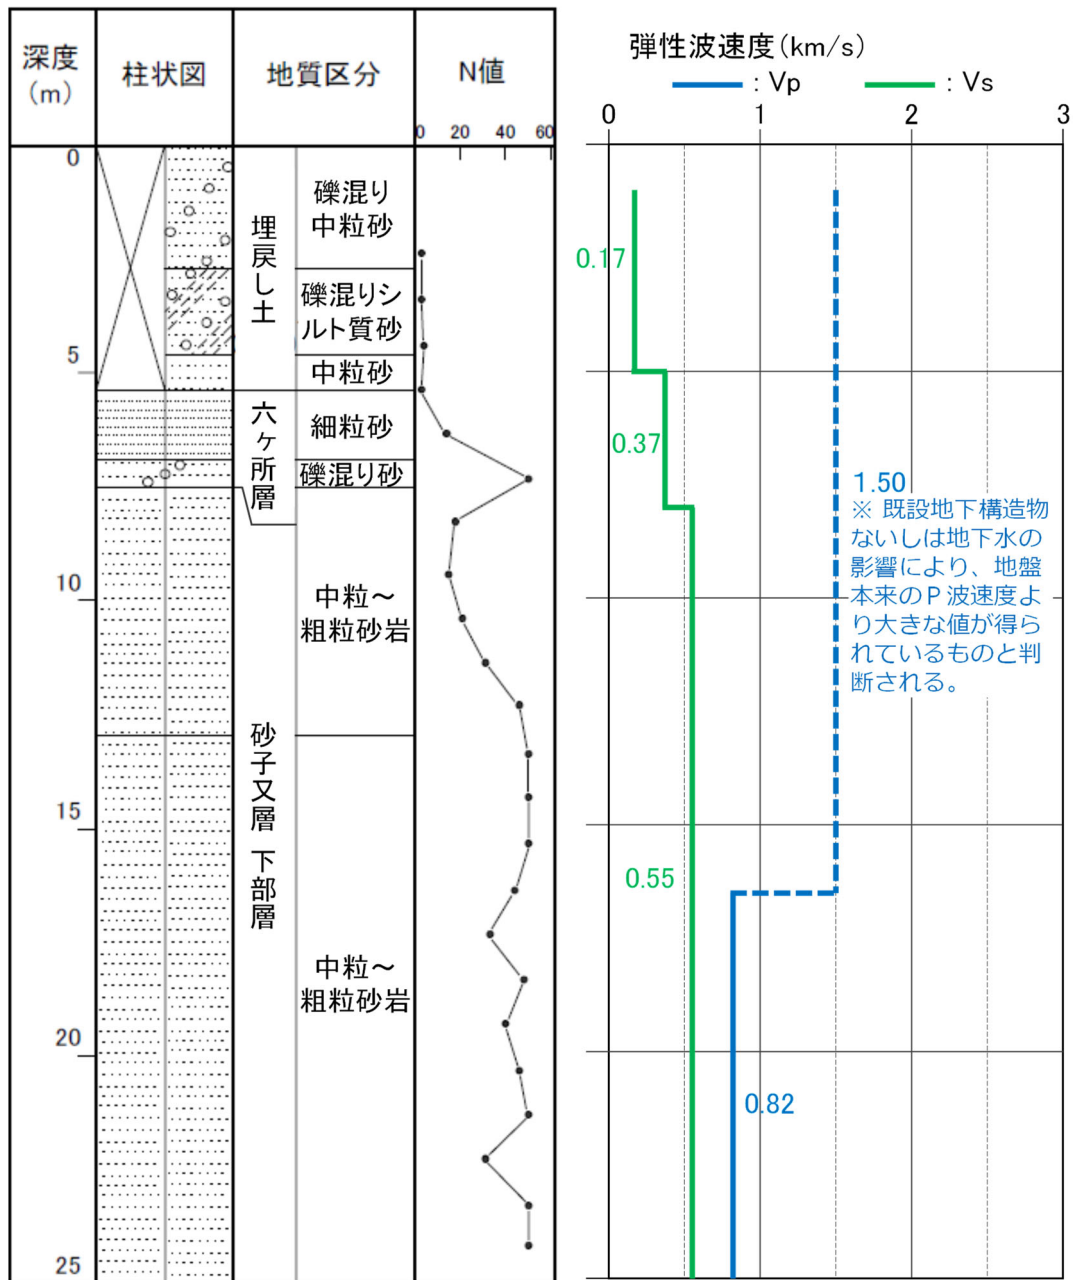 深度
(m)
柱状図
地質区分
N値
0 20 40 60
0
5
10
15
20
25
埋戻し土
六ケ所層
砂子又層 下部層
礫混り
中粒砂
礫混りシ
ルト質砂
中粒砂
細粒砂
礫混り砂
中粒～
粗粒砂岩
中粒～
粗粒砂岩
弾性波速度(km/s)
: Vp : Vs
0 1 2 3
0.17
0.37
0.55
1.50
※ 既設地下構造物
ないしは地下水の
影響により、地盤
本来のP波速度よ
り大きな値が得ら
れているものと判
断される。
0.82